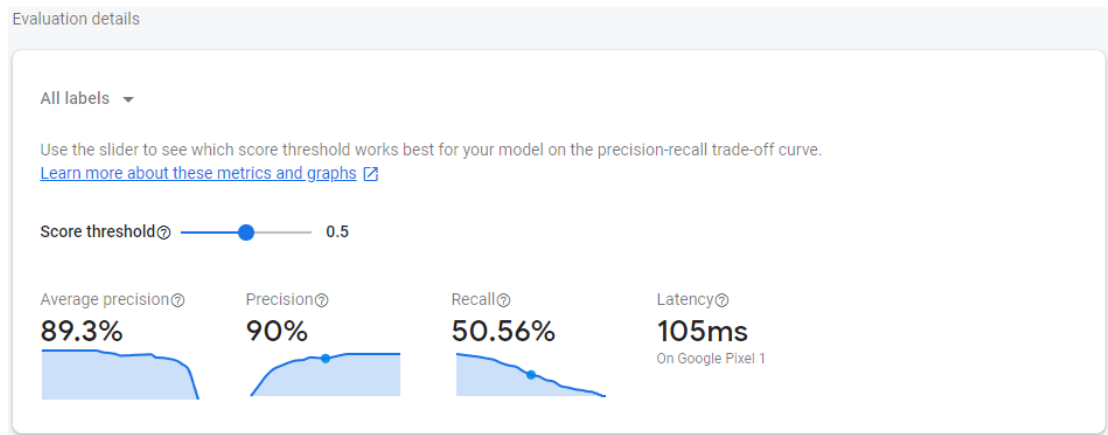 Evaluation details
All labels
Use the slider to see which score threshold works best for your model on the precision-recall trade-off curve.
Learn more about these metrics and graphs
Score threshold 0.5
Average precision Precision Recall Latency
89.3% 90% 50.56% 105ms
On Google Pixel 1